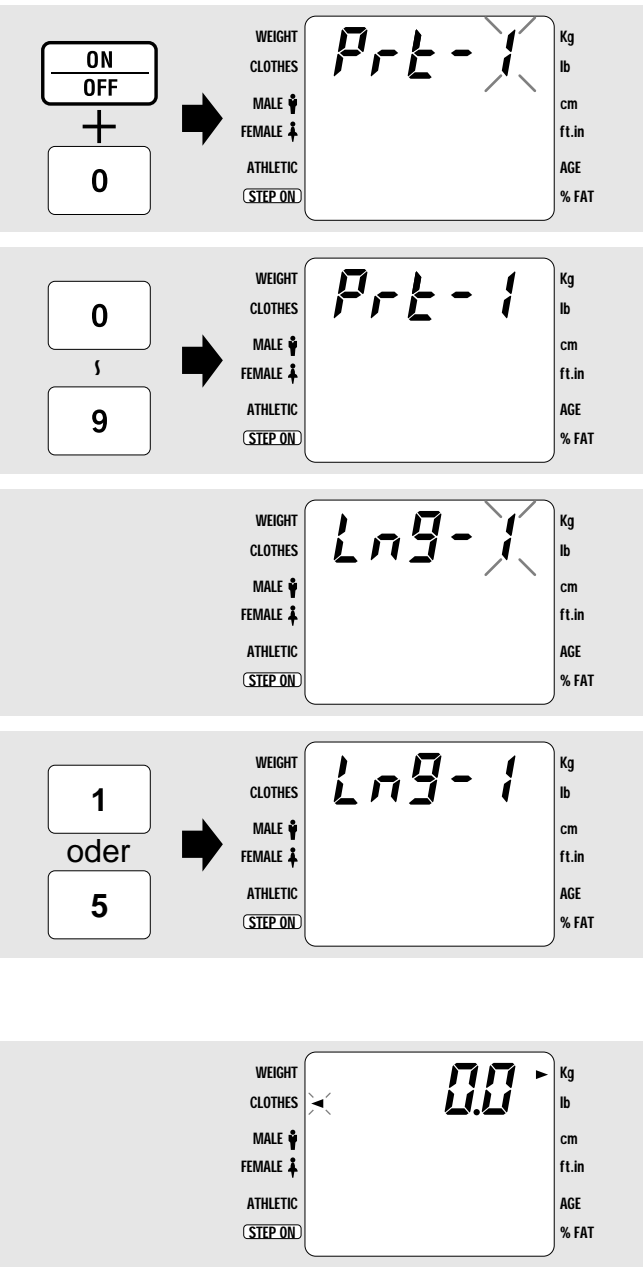 ON
OFF
+
0
WEIGHT
CLOTHES
MALE
FEMALE
ATHLETIC
STEP ON
Prt-1
Kg
lb
cm
ft.in
AGE
% FAT
0
~
9
WEIGHT
CLOTHES
MALE
FEMALE
ATHLETIC
STEP ON
Prt-1
Kg
lb
cm
ft.in
AGE
% FAT
WEIGHT
CLOTHES
MALE
FEMALE
ATHLETIC
STEP ON
Lng-1
Kg
lb
cm
ft.in
AGE
% FAT
1
oder
5
WEIGHT
CLOTHES
MALE
FEMALE
ATHLETIC
STEP ON
Lng-1
Kg
lb
cm
ft.in
AGE
% FAT
WEIGHT
CLOTHES
MALE
FEMALE
ATHLETIC
STEP ON
0.0
Kg
lb
cm
ft.in
AGE
% FAT